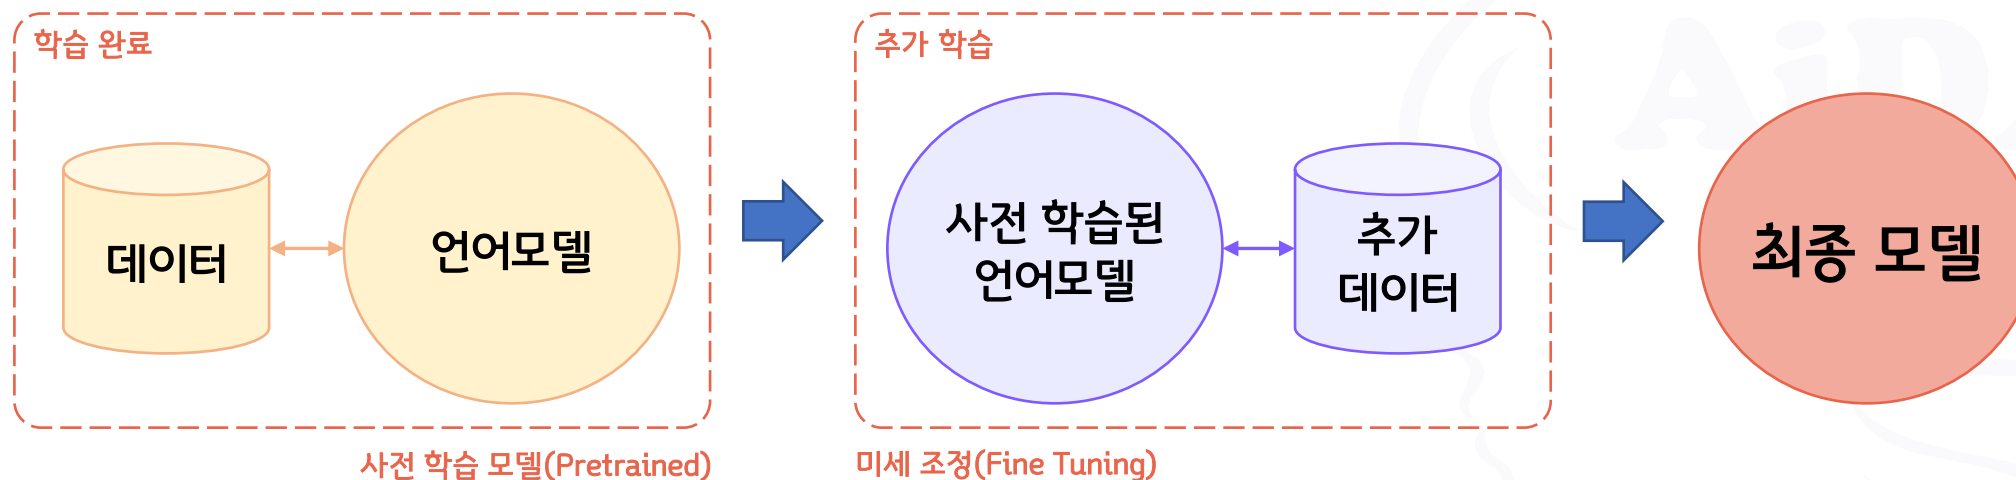 학습 완료
데이터
언어모델
사전 학습 모델(Pretrained)
추가 학습
사전 학습된
언어모델
추가
데이터
미세 조정(Fine Tuning)
최종 모델
AiD